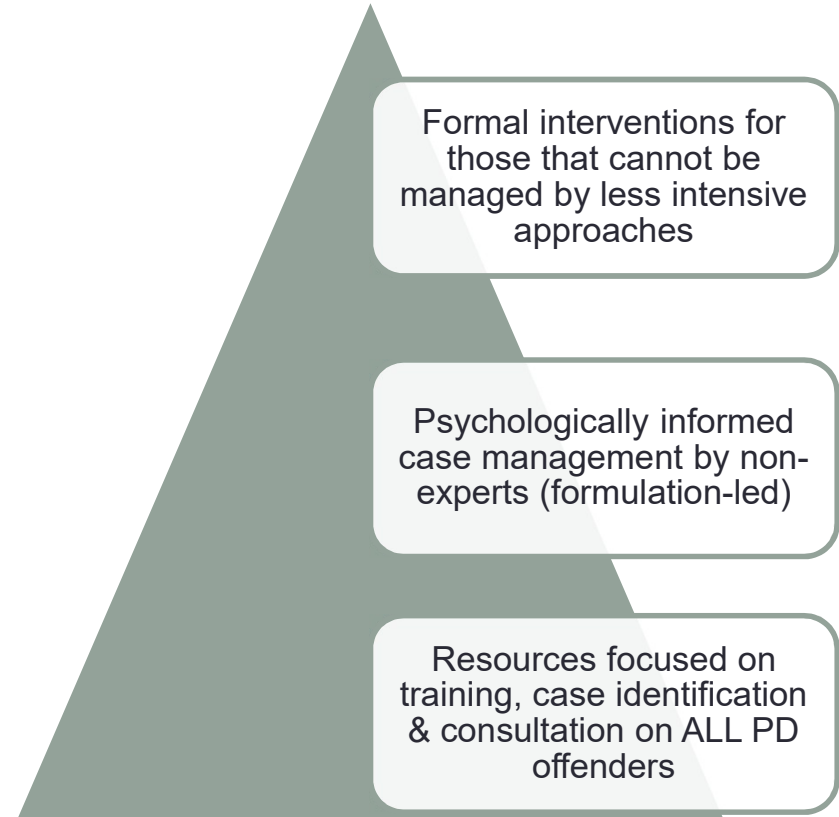 Formal interventions for
those that cannot be
managed by less intensive
approaches
Psychologically informed
case management by non-
experts (formulation-led)
Resources focused on
training, case identification
& consultation on ALL PD
offenders